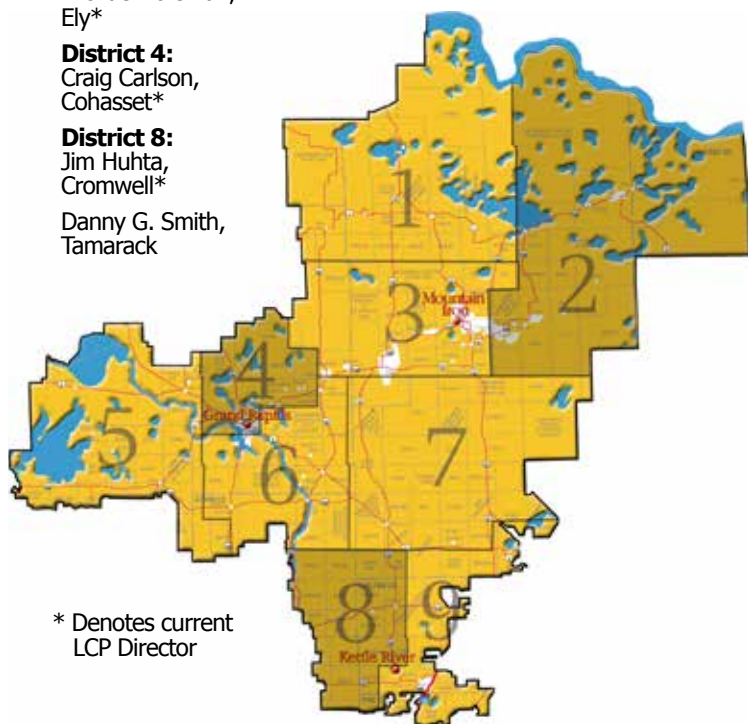 Ely*
District 4:
Craig Carlson,
Cohasset*
District 8:
Jim Huhta,
Cromwell*
Danny G. Smith,
Tamarack
1
2
3
Mountain
Iron
4
Grand Rapids
5
6
7
8
9
Kettle River
* Denotes current
LCP Director